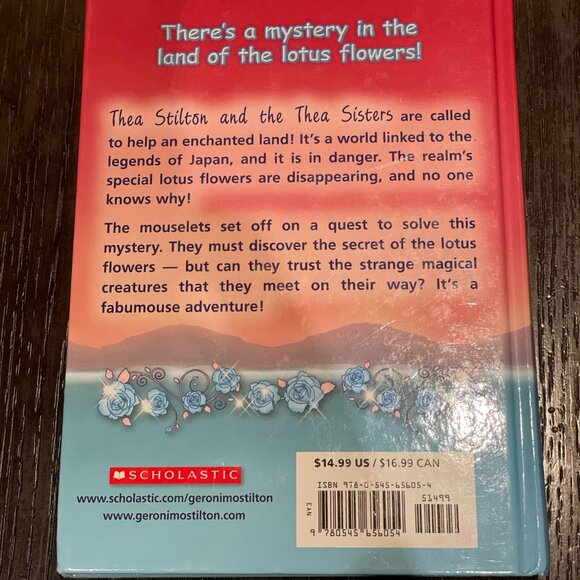 There's a mystery in the
land of the lotus flowers!
Thea Stilton and the Thea Sisters are called
to help an enchanted land! It's a world linked to the
legends of Japan, and it is in danger. The realm's
special lotus flowers are disappearing, and no one
knows why!
The mouselets set off on a quest to solve this
mystery. They must discover the secret of the lotus
flowers — but can they trust the strange magical
creatures that they meet on their way? It's a
fabumouse adventure!
SCHOLASTIC
www.scholastic.com/geronimostilton
www.geronimostilton.com
$14.99 US / $16.99 CAN
ISBN 978-0-545-65605-4
51499
EAN
9 780545 656054